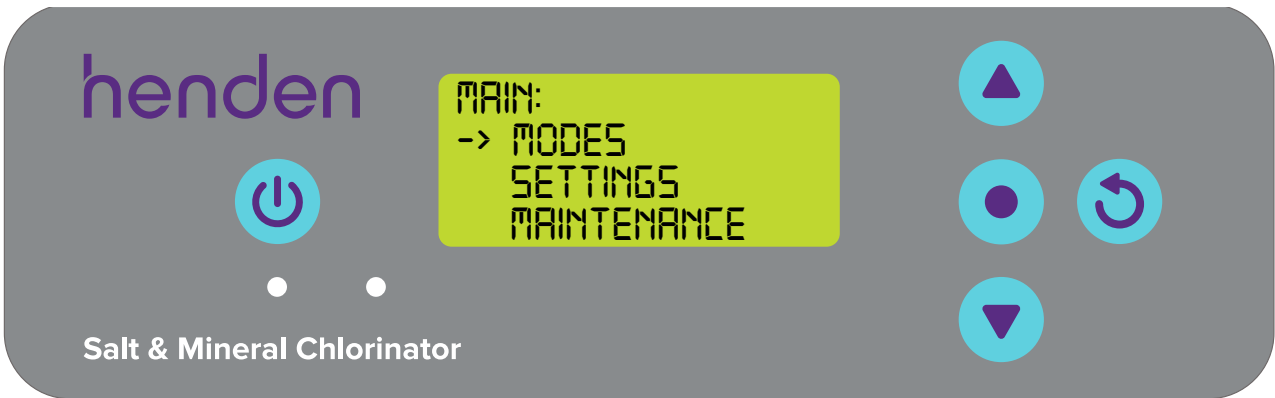 henden
MAIN:
-> MODES
SETTINGS
MAINTENANCE
Salt & Mineral Chlorinator